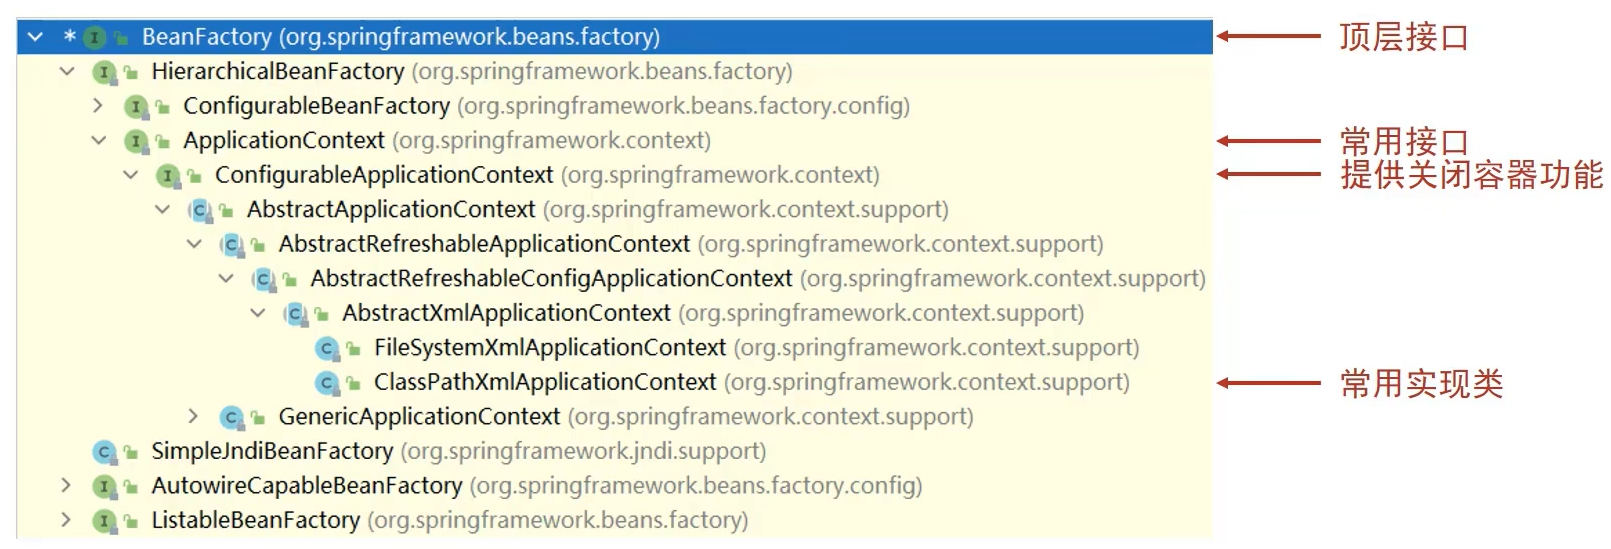 * BeanFactory (org.springframework.beans.factory) 顶层接口
HierarchicalBeanFactory (org.springframework.beans.factory)
ConfigurableBeanFactory (org.springframework.beans.factory.config)
ApplicationContext (org.springframework.context) 常用接口
ConfigurableApplicationContext (org.springframework.context) 提供关闭容器功能
AbstractApplicationContext (org.springframework.context.support)
AbstractRefreshableApplicationContext (org.springframework.context.support)
AbstractRefreshableConfigApplicationContext (org.springframework.context.support)
AbstractXmlApplicationContext (org.springframework.context.support)
FileSystemXmlApplicationContext (org.springframework.context.support)
ClassPathXmlApplicationContext (org.springframework.context.support) 常用实现类
GenericApplicationContext (org.springframework.context.support)
SimpleJndiBeanFactory (org.springframework.jndi.support)
AutowireCapableBeanFactory (org.springframework.beans.factory.config)
ListableBeanFactory (org.springframework.beans.factory)